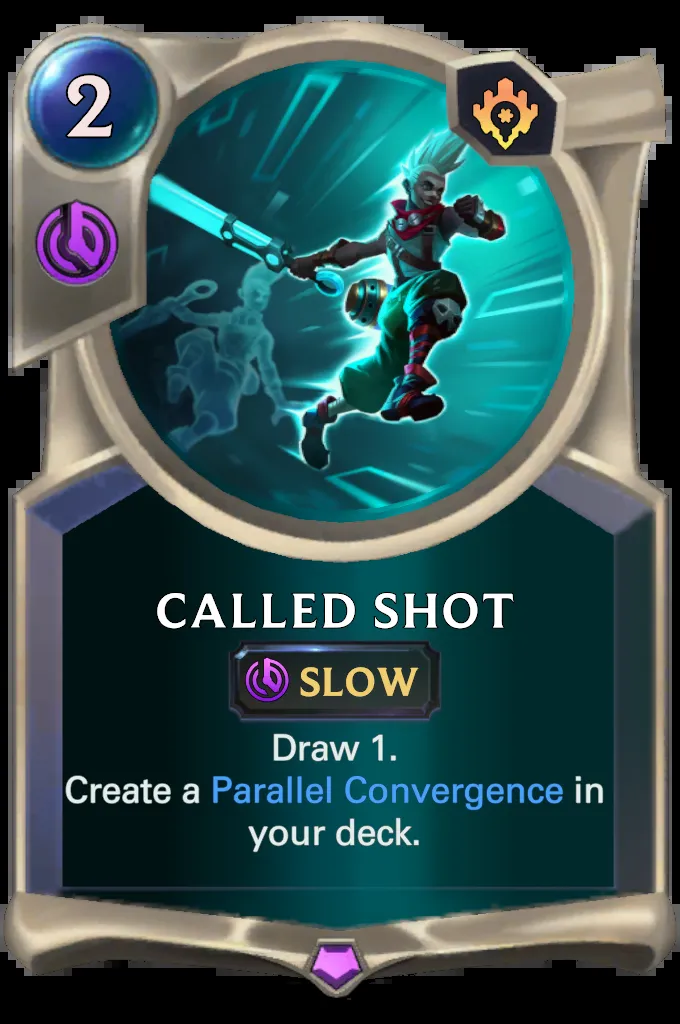 2
CALLED SHOT
SLOW
Draw 1.
Create a Parallel Convergence in
your deck.